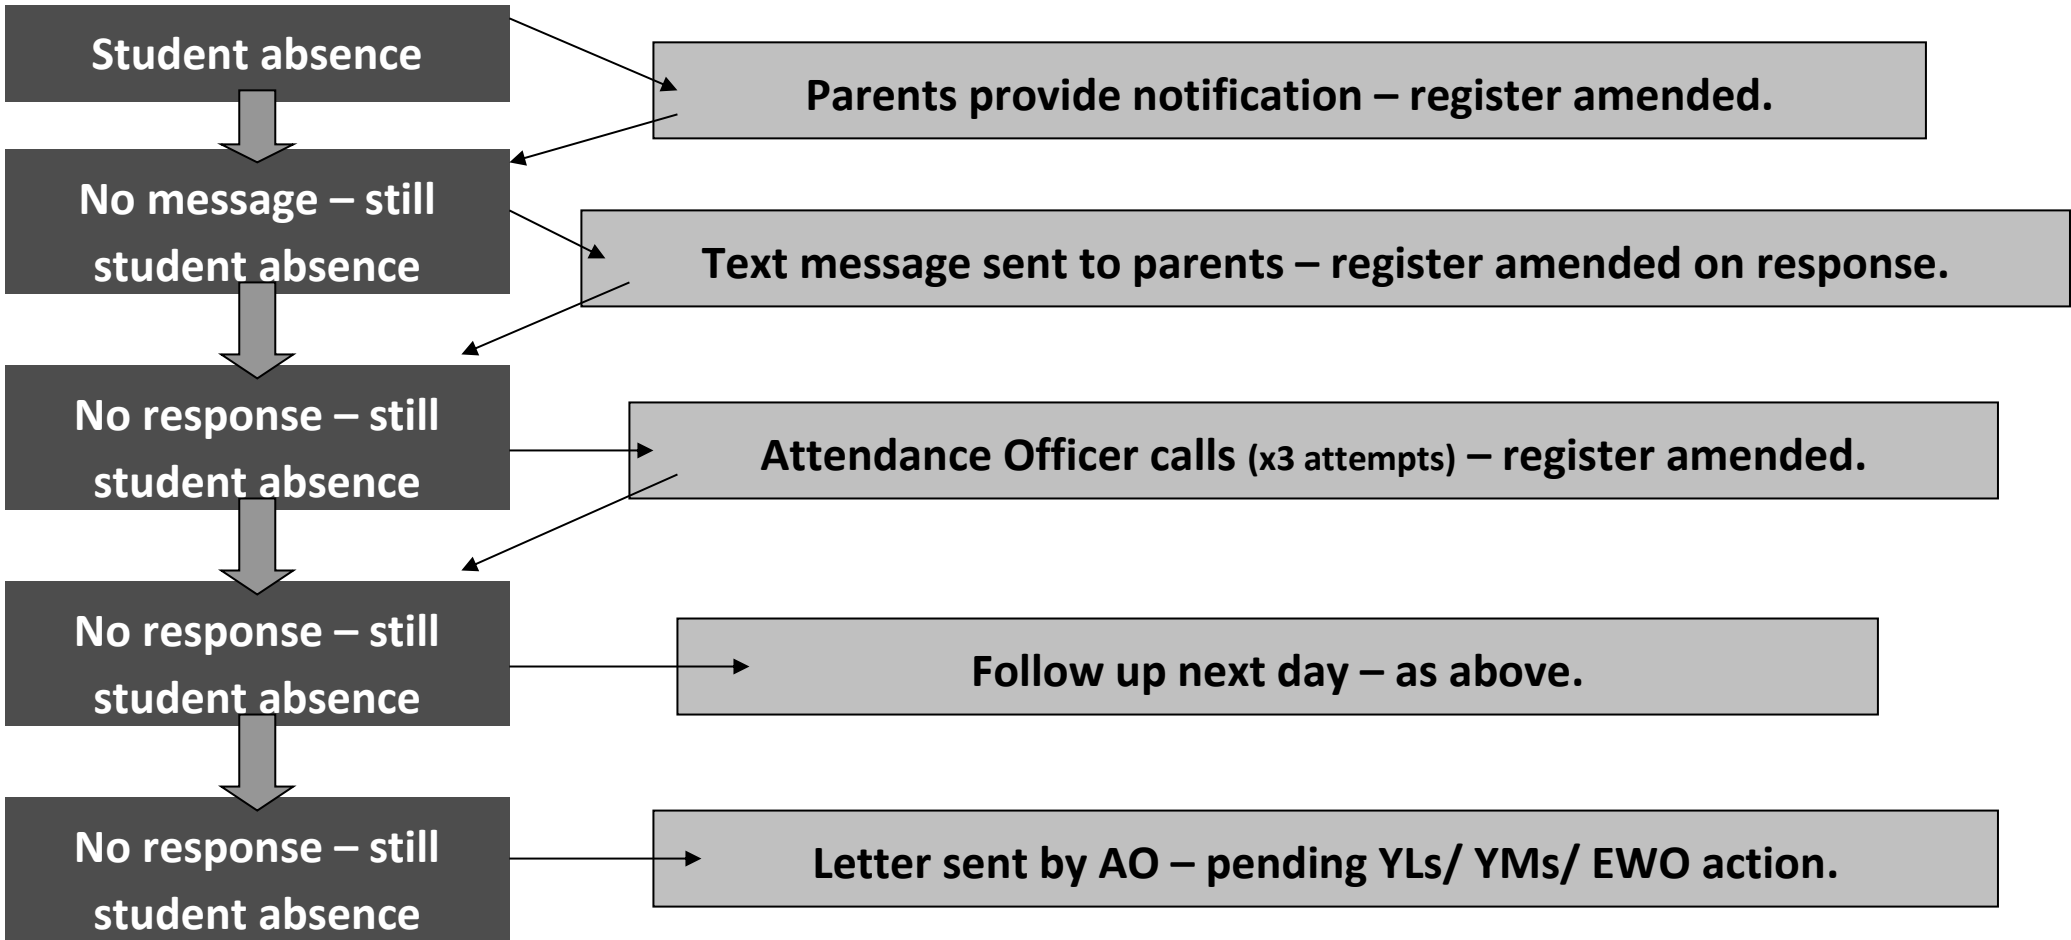 Student absence
Parents provide notification – register amended.
No message – still
student absence
Text message sent to parents – register amended on response.
No response – still
student absence
Attendance Officer calls (x3 attempts) – register amended.
No response – still
student absence
Follow up next day – as above.
No response – still
student absence
Letter sent by AO – pending YLs/ YMs/ EWO action.